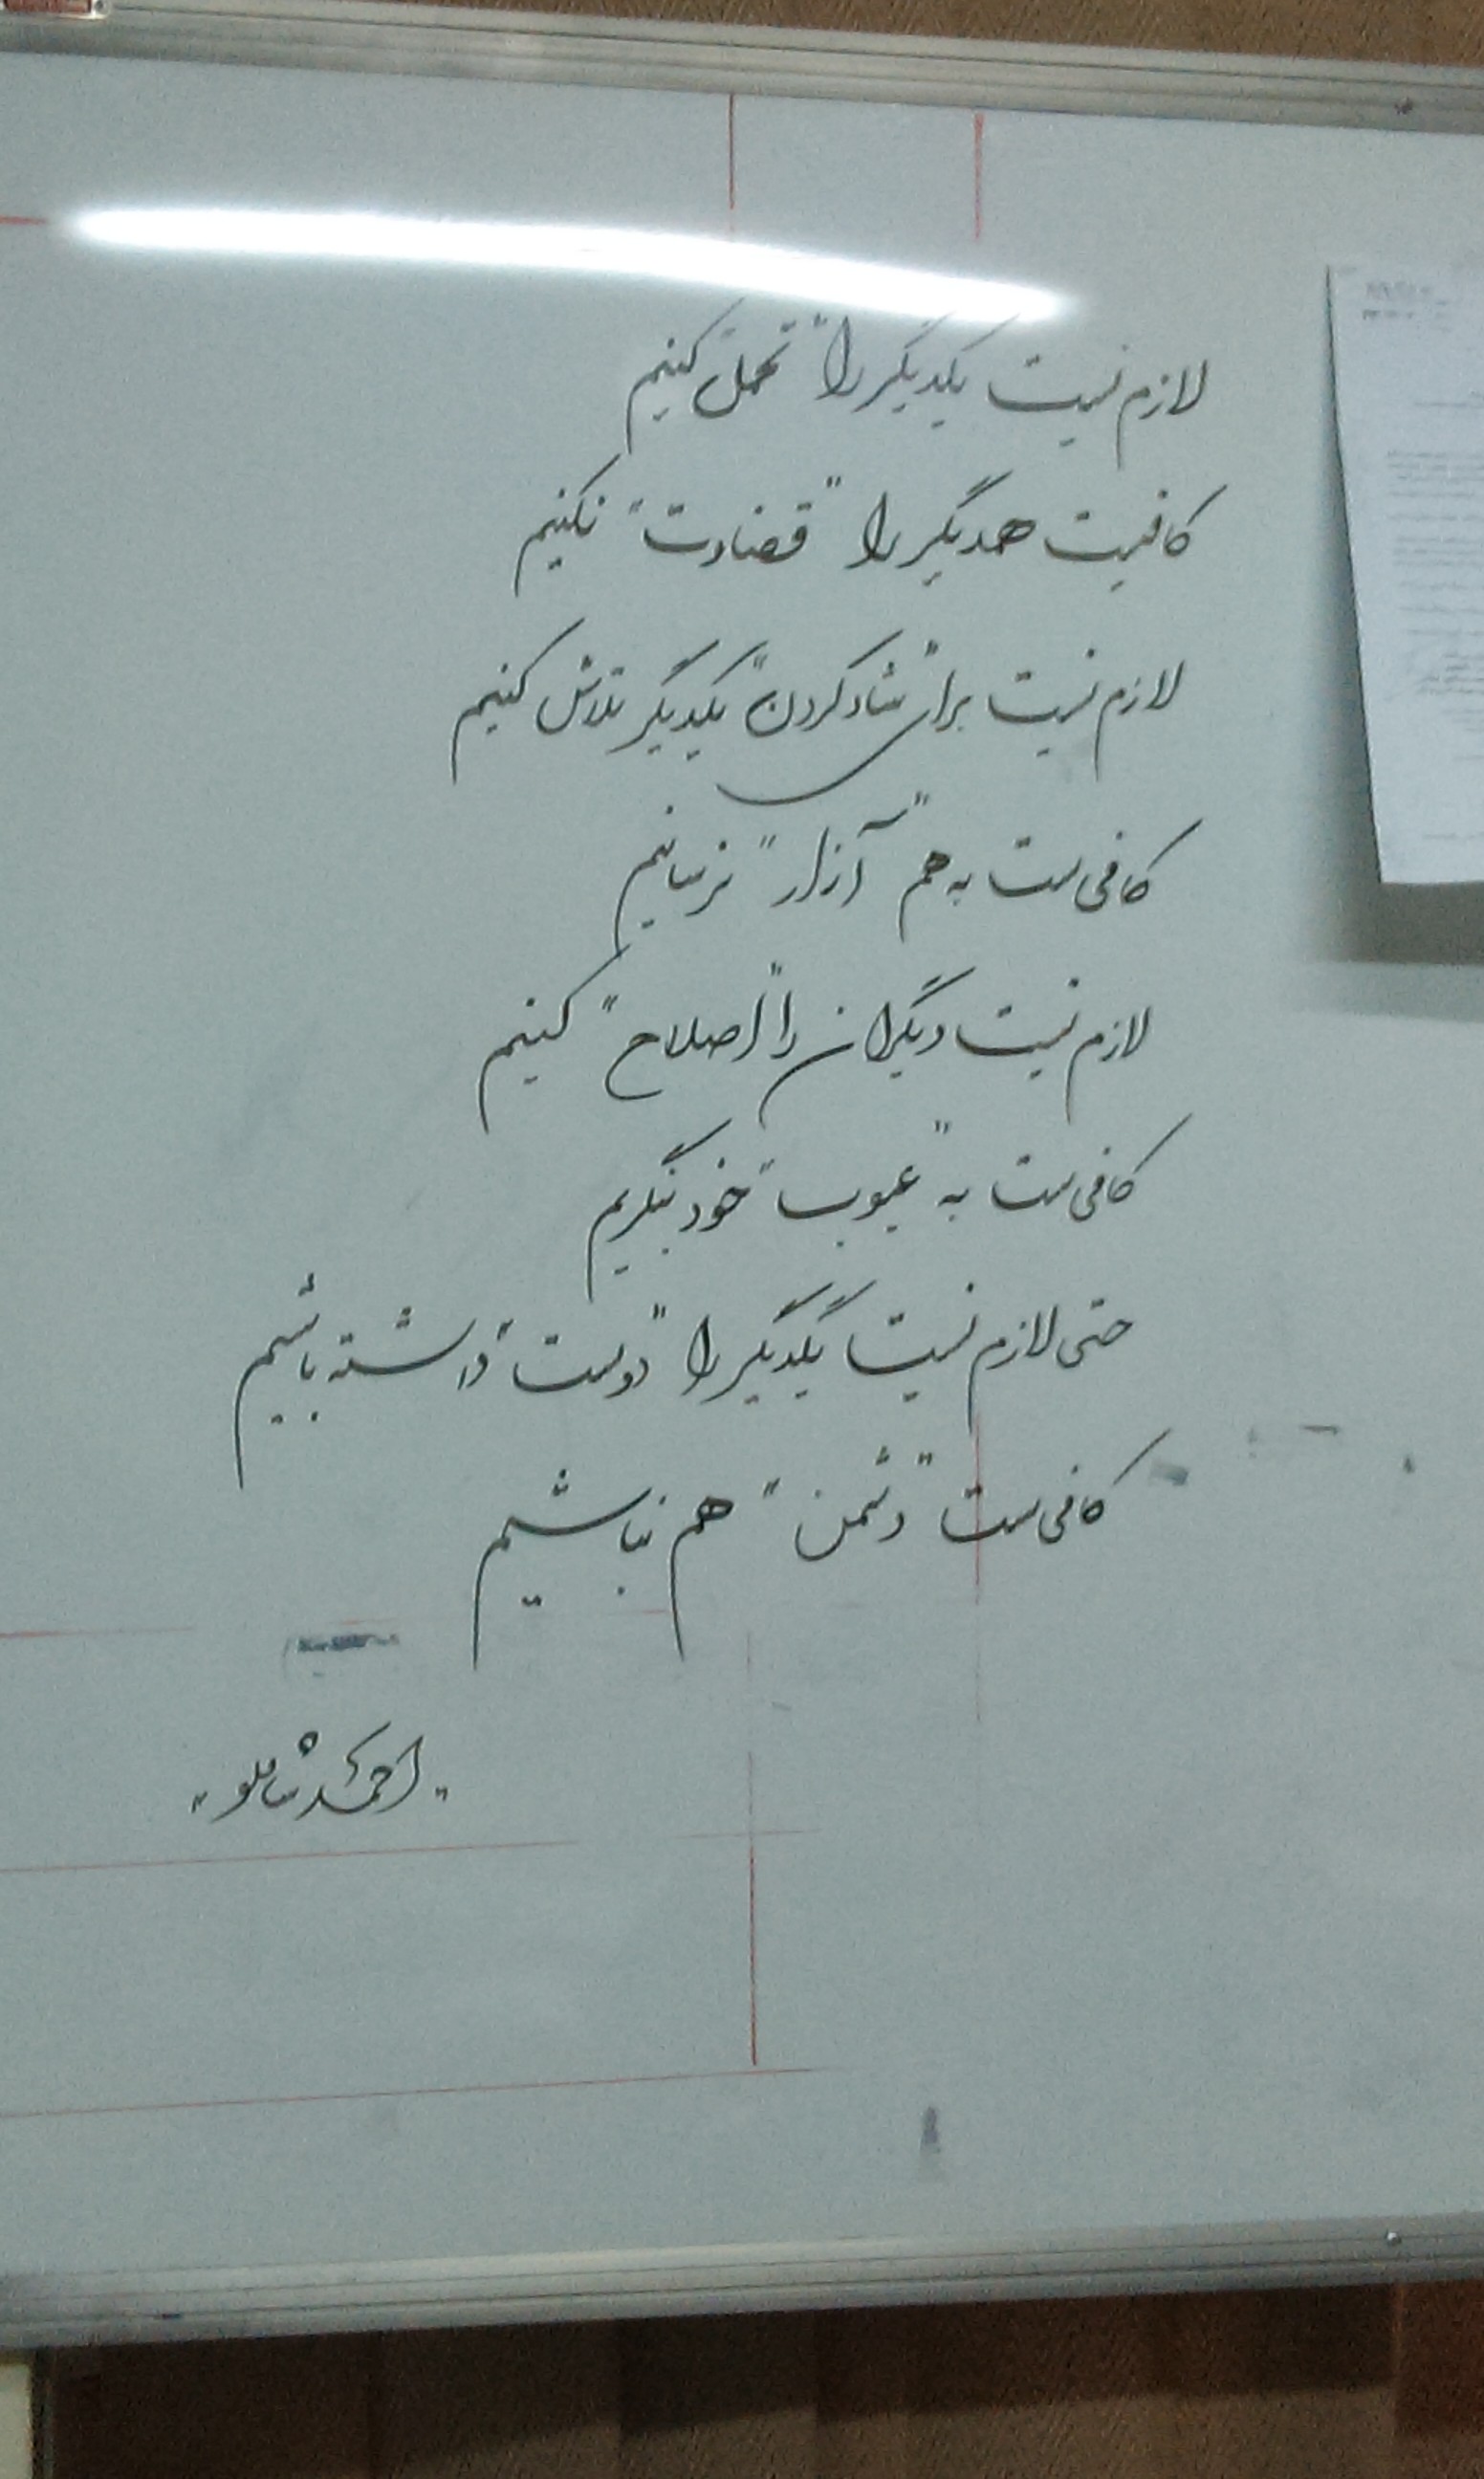 لازم نیست یکدیگر را "تحمل" کنیم
کافیست همدیگر را "قضاوت" نکنیم
لازم نیست برای "شاد کردن" یکدیگر تلاش کنیم
کافی ست به هم "آزار" نرسانیم
لازم نیست دیگران را "اصلاح" کنیم
کافی ست به "عیوب" خود بنگریم
حتی لازم نیست یکدیگر را "دوست" داشته باشیم
کافی ست "دشمن" هم نباشیم
"احمد شاملو"